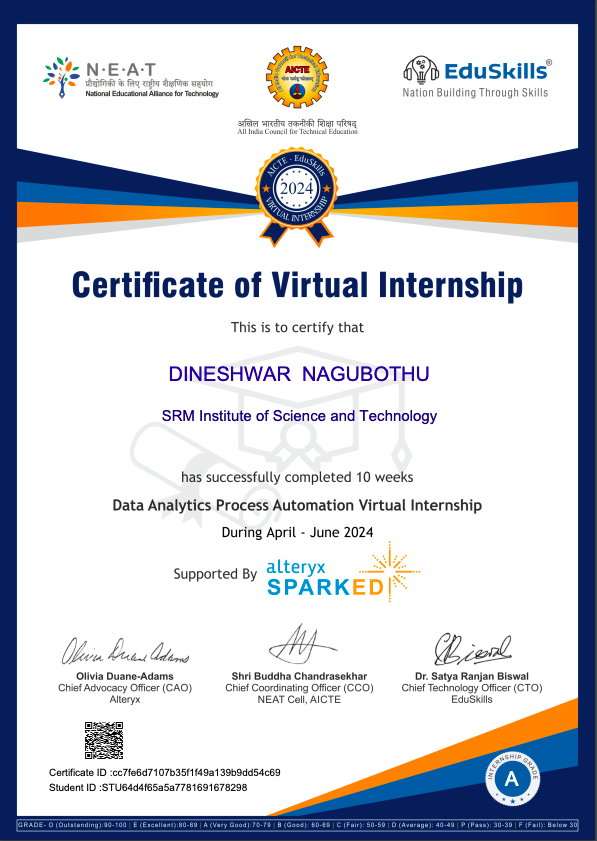 N·E·A·T
प्रौद्योगिकी के लिए राष्ट्रीय शैक्षणिक सहयोग
National Educational Alliance for Technology
AICTE
अखिल भारतीय तकनीकी शिक्षा परिषद्
All India Council for Technical Education
EduSkills®
Nation Building Through Skills
AICTE - EduSkills
2024
VIRTUAL INTERNSHIP
Certificate of Virtual Internship
This is to certify that
DINESHWAR NAGUBOTHU
SRM Institute of Science and Technology
has successfully completed 10 weeks
Data Analytics Process Automation Virtual Internship
During April - June 2024
Supported By alteryx
SPARKED
Olivia Duane Adams
Olivia Duane-Adams
Chief Advocacy Officer (CAO)
Alteryx
Shri Buddha Chandrasekhar
Chief Coordinating Officer (CCO)
NEAT Cell, AICTE
SRBiswal
Dr. Satya Ranjan Biswal
Chief Technology Officer (CTO)
EduSkills
Certificate ID :cc7fe6d7107b35f1f49a139b9dd54c69
Student ID :STU64d4f65a5a7781691678298
INTERNSHIP GRADE
A
GRADE- O (Outstanding):90-100 | E (Excellent):80-89 | A (Very Good):70-79 | B (Good): 60-69 | C (Fair): 50-59 | D (Average): 40-49 | P (Pass): 30-39 | F (Fail): Below 30